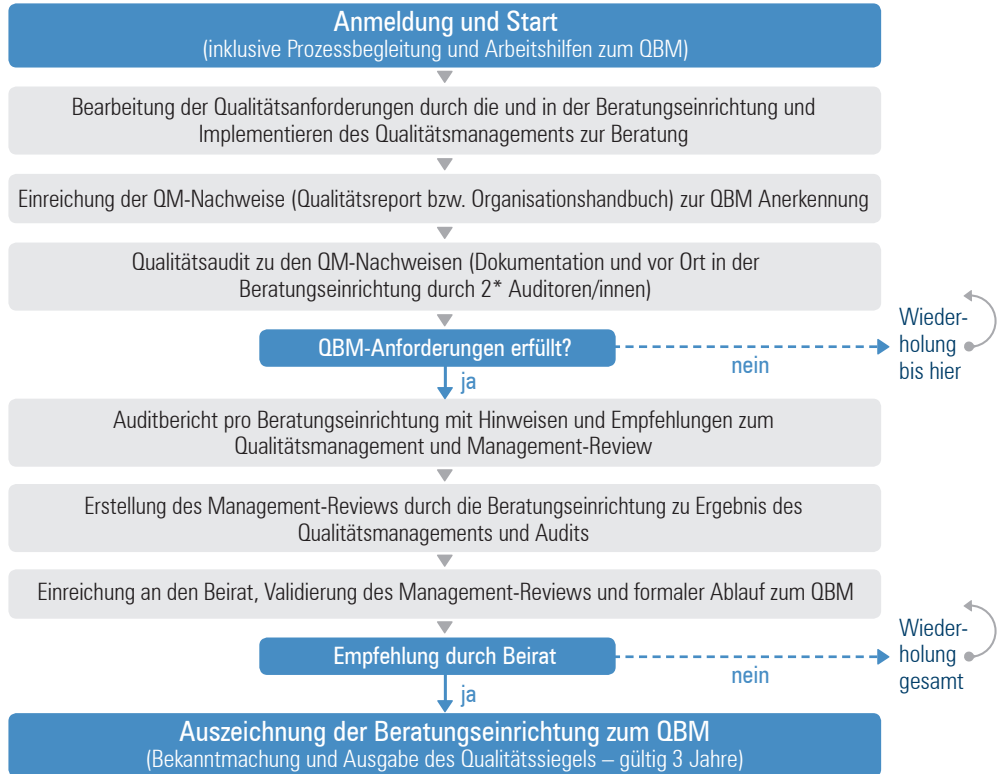 Anmeldung und Start
(inklusive Prozessbegleitung und Arbeitshilfen zum QBM)
Bearbeitung der Qualitätsanforderungen durch die und in der Beratungseinrichtung und
Implementieren des Qualitätsmanagements zur Beratung
Einreichung der QM-Nachweise (Qualitätsreport bzw. Organisationshandbuch) zur QBM Anerkennung
Qualitätsaudit zu den QM-Nachweisen (Dokumentation und vor Ort in der
Beratungseinrichtung durch 2* Auditoren/innen)
QBM-Anforderungen erfüllt?
nein
Wieder-
holung
bis hier
ja
Auditbericht pro Beratungseinrichtung mit Hinweisen und Empfehlungen zum
Qualitätsmanagement und Management-Review
Erstellung des Management-Reviews durch die Beratungseinrichtung zu Ergebnis des
Qualitätsmanagements und Audits
Einreichung an den Beirat, Validierung des Management-Reviews und formaler Ablauf zum QBM
Empfehlung durch Beirat
nein
Wieder-
holung
gesamt
ja
Auszeichnung der Beratungseinrichtung zum QBM
(Bekanntmachung und Ausgabe des Qualitätssiegels – gültig 3 Jahre)